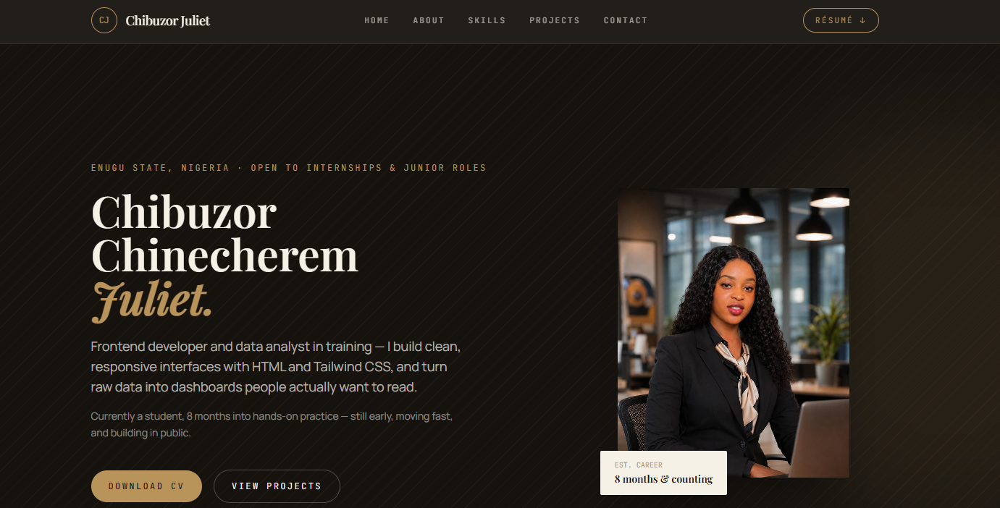 CJ
Chibuzor Juliet
HOME
ABOUT
SKILLS
PROJECTS
CONTACT
RÉSUMÉ ↓
ENUGU STATE, NIGERIA · OPEN TO INTERNSHIPS & JUNIOR ROLES
Chibuzor
Chinecherem
Juliet.
Frontend developer and data analyst in training — I build clean,
responsive interfaces with HTML and Tailwind CSS, and turn
raw data into dashboards people actually want to read.
Currently a student, 8 months into hands-on practice — still early, moving fast,
and building in public.
DOWNLOAD CV
VIEW PROJECTS
EST. CAREER
8 months & counting